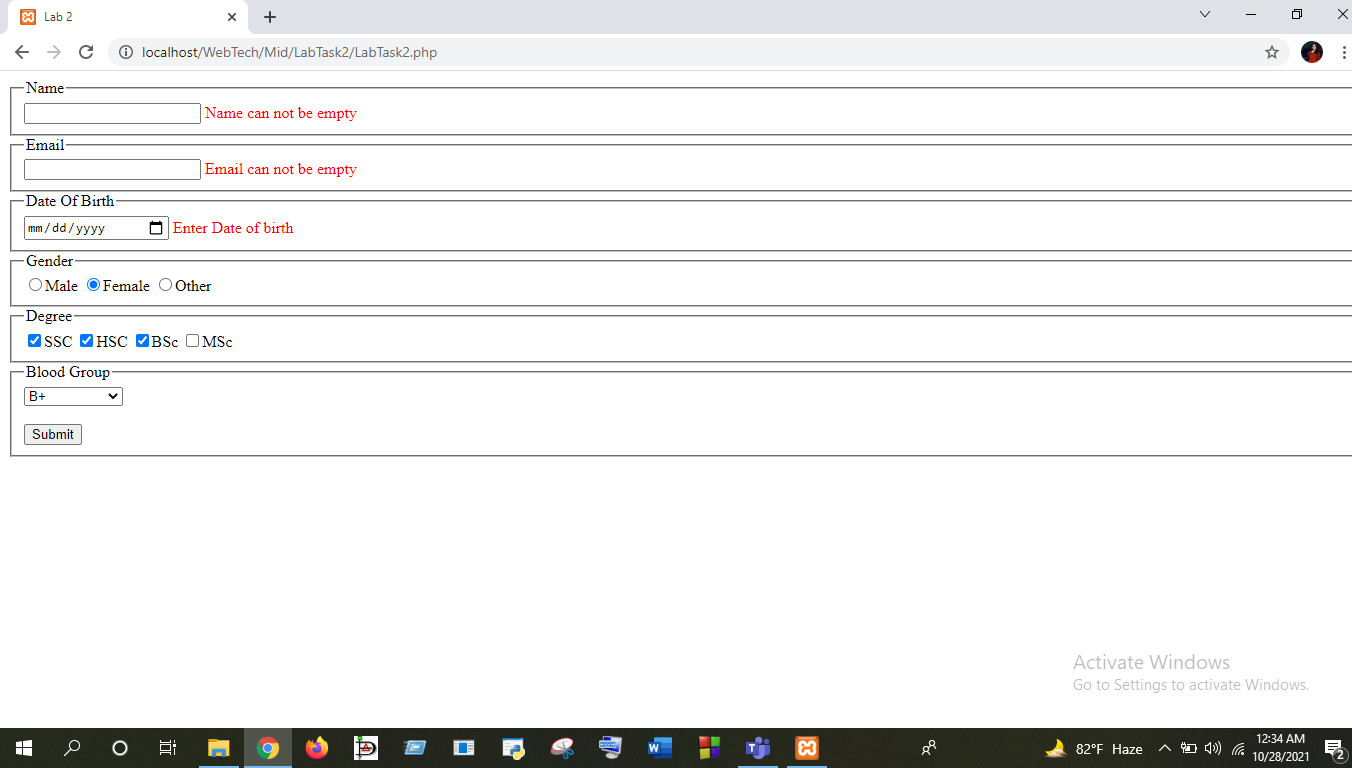 Lab 2
localhost/WebTech/Mid/LabTask2/LabTask2.php
Name
Name can not be empty
Email
Email can not be empty
Date Of Birth
mm/dd/yyyy Enter Date of birth
Gender
Male Female Other
Degree
SSC HSC BSc MSc
Blood Group
B+
Submit
Activate Windows
Go to Settings to activate Windows.
82°F Haze
12:34 AM
10/28/2021
2